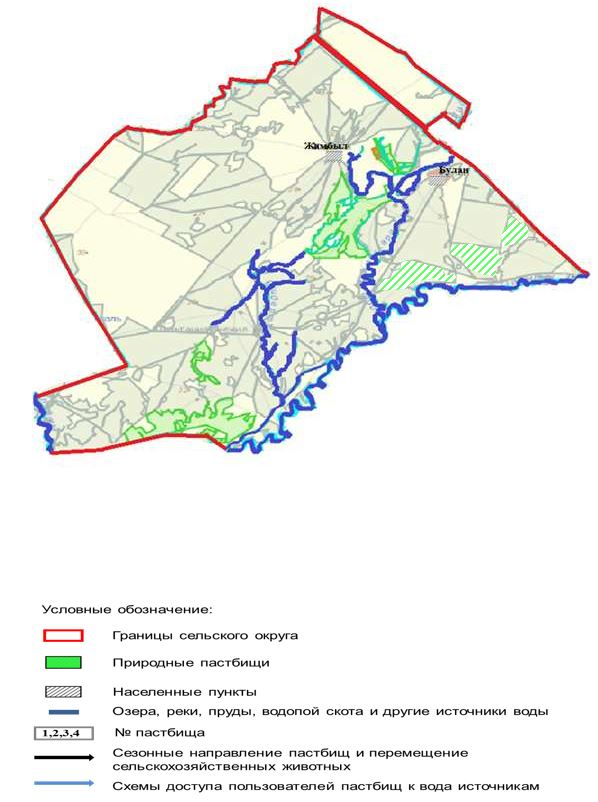 Жимбыл
Булан
Условные обозначение:
Границы сельского округа
Природные пастбищи
Населенные пункты
Озера, реки, пруды, водопой скота и другие источники воды
1,2,3,4 № пастбища
Сезонные направление пастбищ и перемещение
сельскохозяйственных животных
Схемы доступа пользователей пастбищ к вода источникам